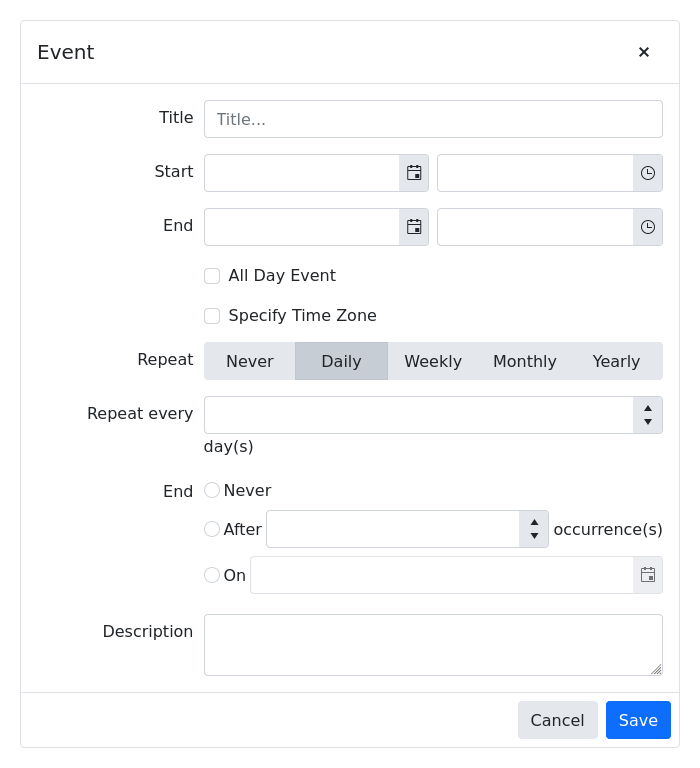 Event
Title Title...
Start
End
All Day Event
Specify Time Zone
Repeat Never Daily Weekly Monthly Yearly
Repeat every
day(s)
End Never
After occurrence(s)
On
Description
Cancel Save